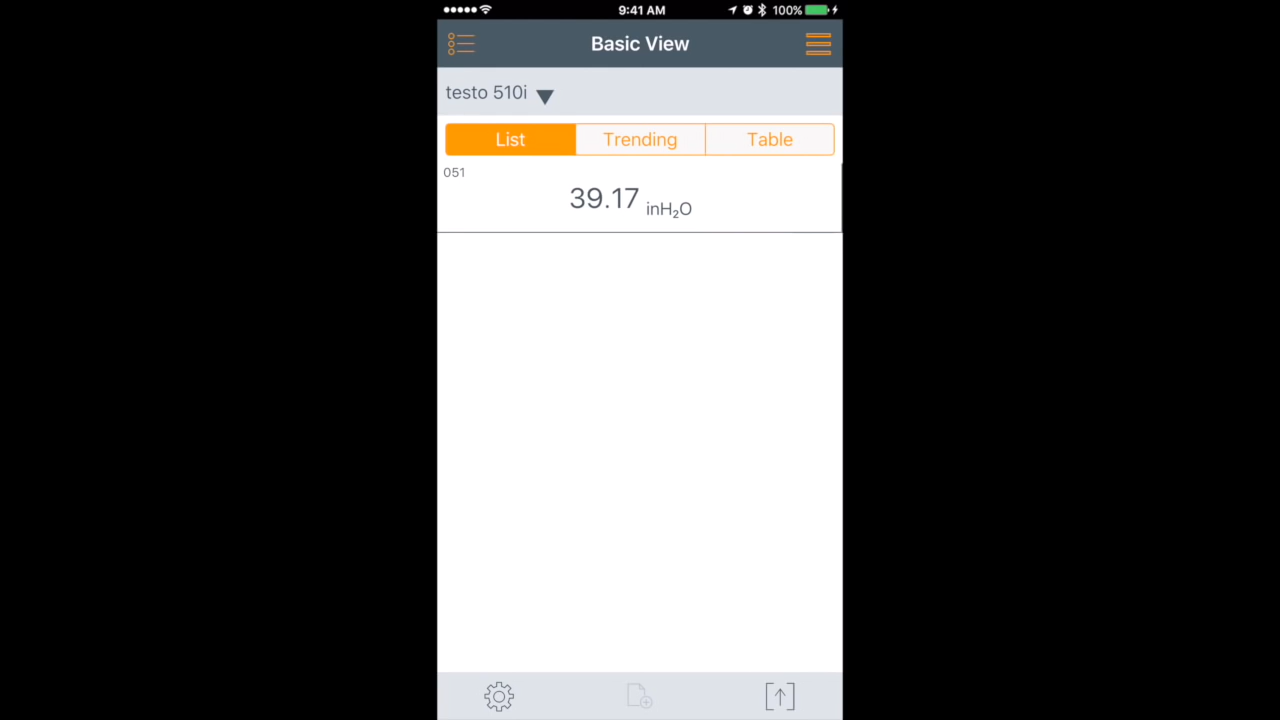 9:41 AM 100%
Basic View
testo 510i
List Trending Table
051
39.17 inH₂O